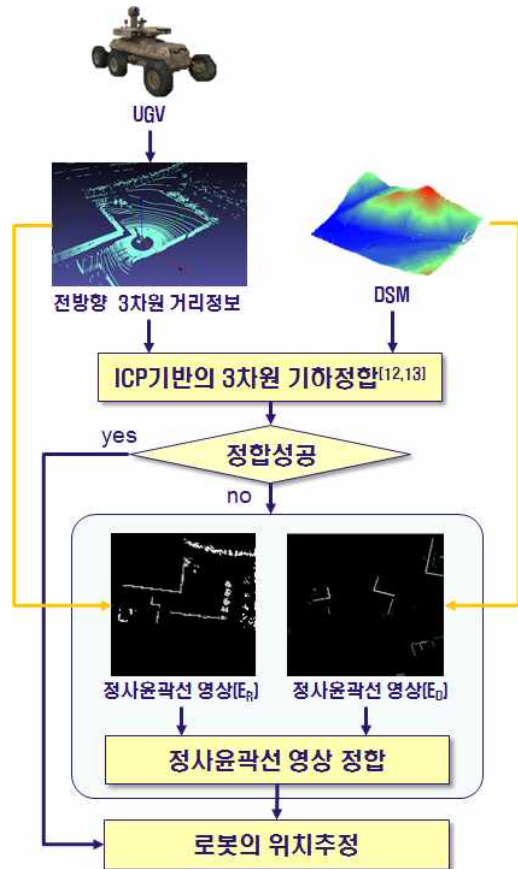 UGV
전방향 3차원 거리정보
DSM
ICP기반의 3차원 기하정합[12,13]
yes
정합성공
no
정사윤곽선 영상(E_R)
정사윤곽선 영상(E_D)
정사윤곽선 영상 정합
로봇의 위치추정